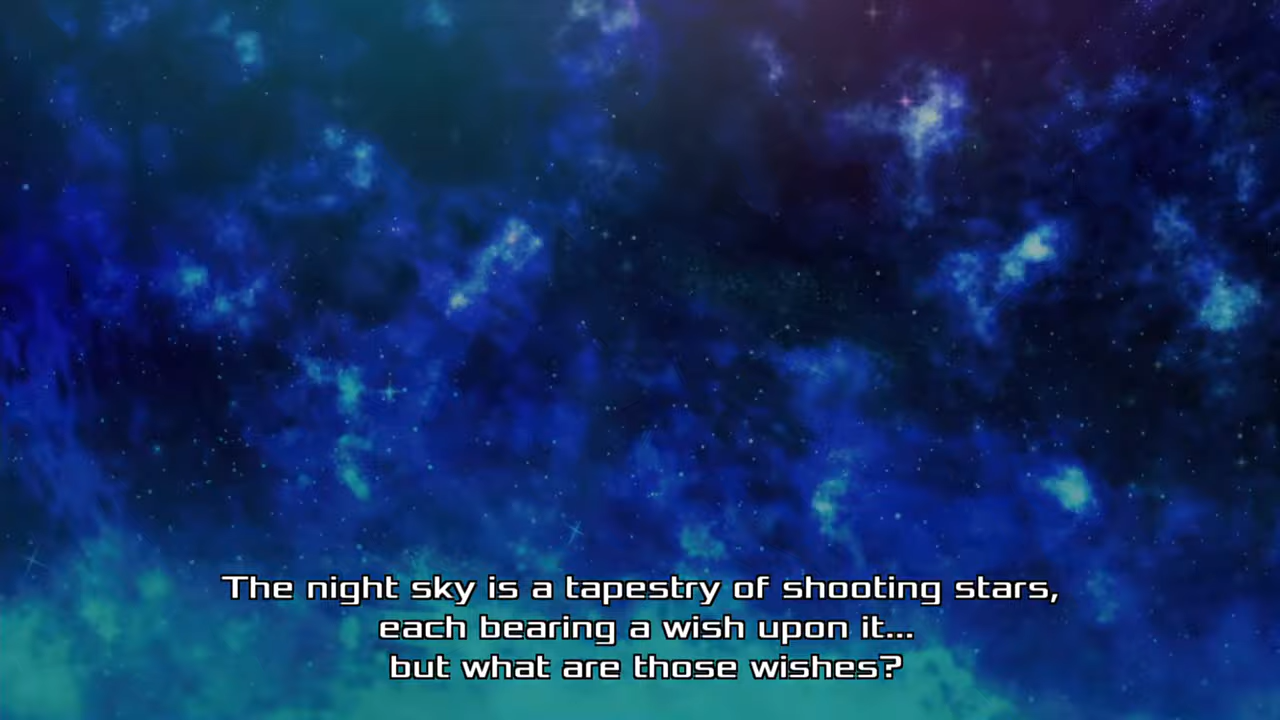 The night sky is a tapestry of shooting stars,
each bearing a wish upon it...
but what are those wishes?